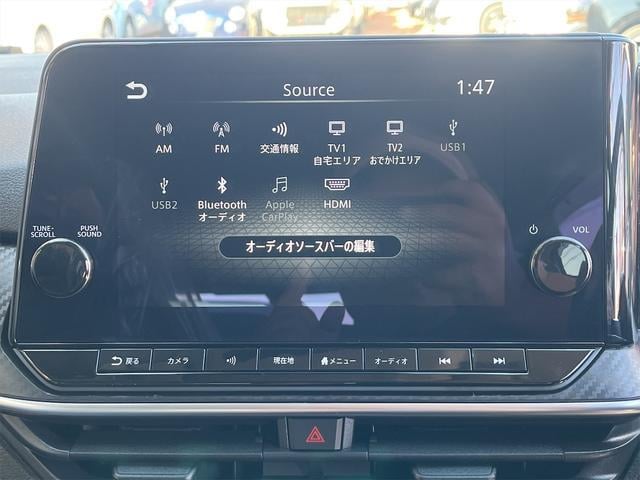 Source
1:47
AM
FM
交通情報
TV1
自宅エリア
TV2
おでかけエリア
USB1
USB2
Bluetooth
オーディオ
Apple
CarPlay
HDMI
オーディオソースバーの編集
TUNE・
SCROLL
PUSH
SOUND
VOL
戻る
カメラ
現在地
メニュー
オーディオ